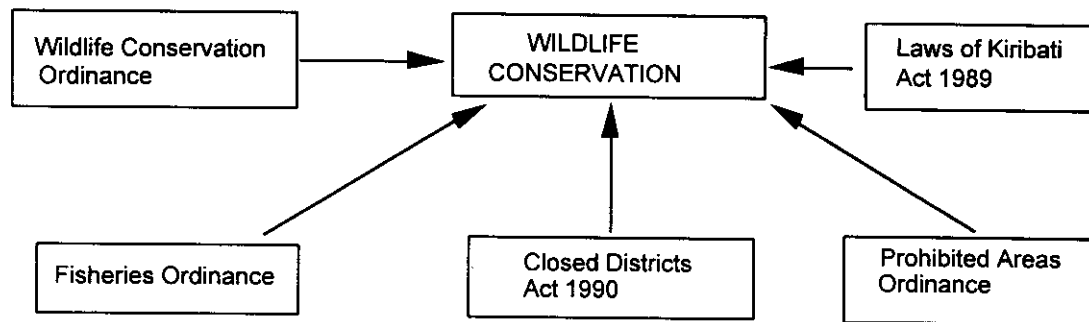 Wildlife Conservation
Ordinance
WILDLIFE
CONSERVATION
Laws of Kiribati
Act 1989
Fisheries Ordinance
Closed Districts
Act 1990
Prohibited Areas
Ordinance